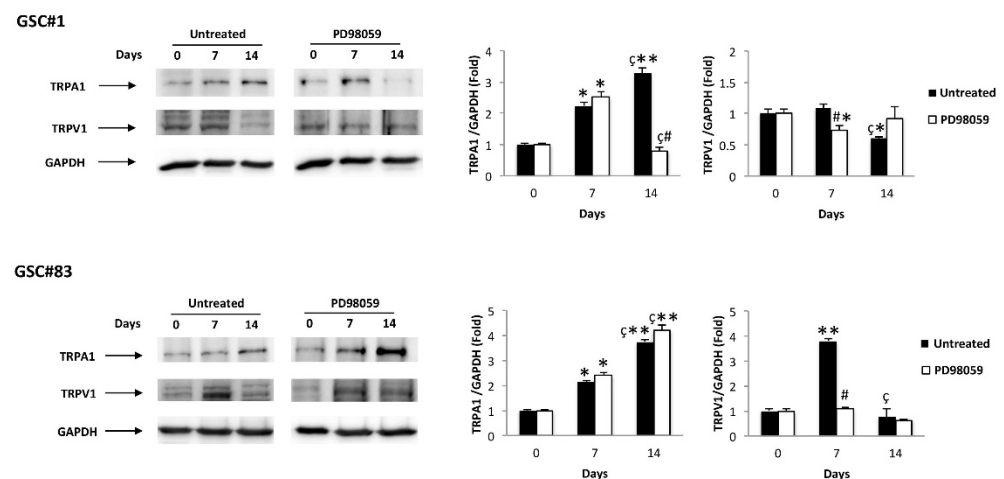 GSC#1
Untreated PD98059
Days 0 7 14 0 7 14
TRPA1
TRPV1
GAPDH
TRPA1/GAPDH (Fold)
4
3
2
1
0
* * ç** ç#
0 7 14
Days
TRPV1/GAPDH (Fold)
2
1.5
1
0.5
0
#* ç*
0 7 14
Days
Untreated
PD98059
GSC#83
Untreated PD98059
Days 0 7 14 0 7 14
TRPA1
TRPV1
GAPDH
TRPA1/GAPDH (Fold)
5
4
3
2
1
0
* * ç** ç**
0 7 14
Days
TRPV1/GAPDH (Fold)
5
4
3
2
1
0
** # ç
0 7 14
Days
Untreated
PD98059